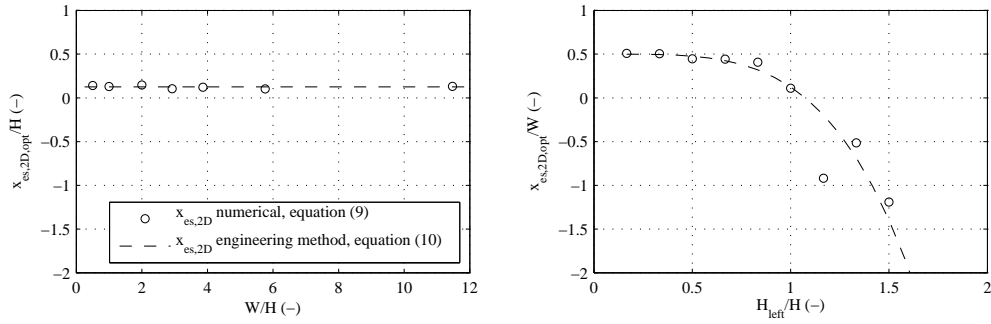 1
0.5
0
−0.5
−1
−1.5
−2
x_es,2D,opt/H (−)
0 2 4 6 8 10 12
W/H (−)
x_es,2D numerical, equation (9)
x_es,2D engineering method, equation (10)
1
0.5
0
−0.5
−1
−1.5
−2
x_es,2D,opt/W (−)
0 0.5 1 1.5 2
H_left/H (−)